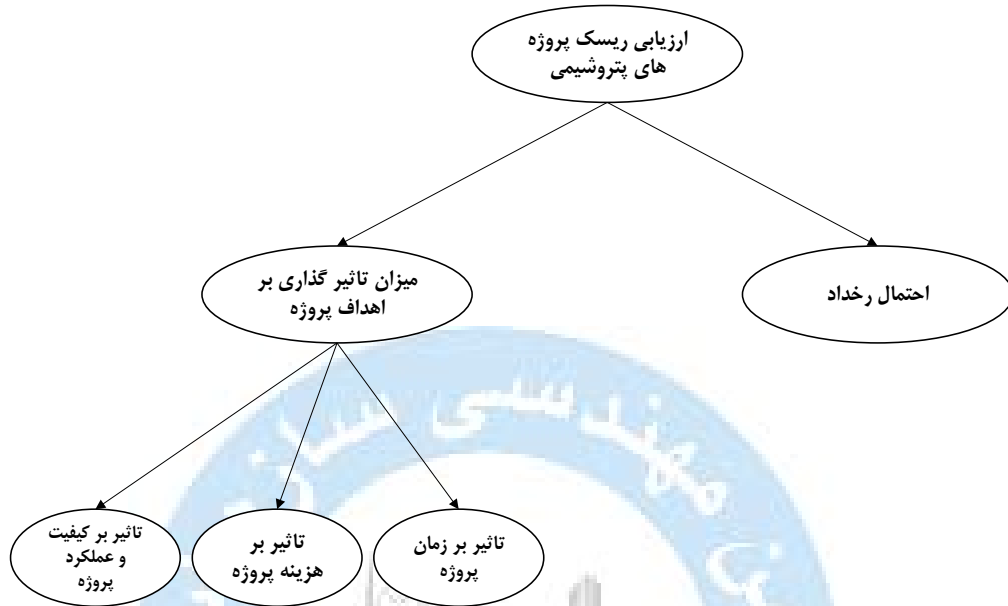 ارزیابی ریسک پروژه
های پتروشیمی
میزان تاثیر گذاری بر
اهداف پروژه
احتمال رخداد
تاثیر بر زمان
پروژه
تاثیر بر
هزینه پروژه
تاثیر بر کیفیت
و عملکرد
پروژه
مهندسی